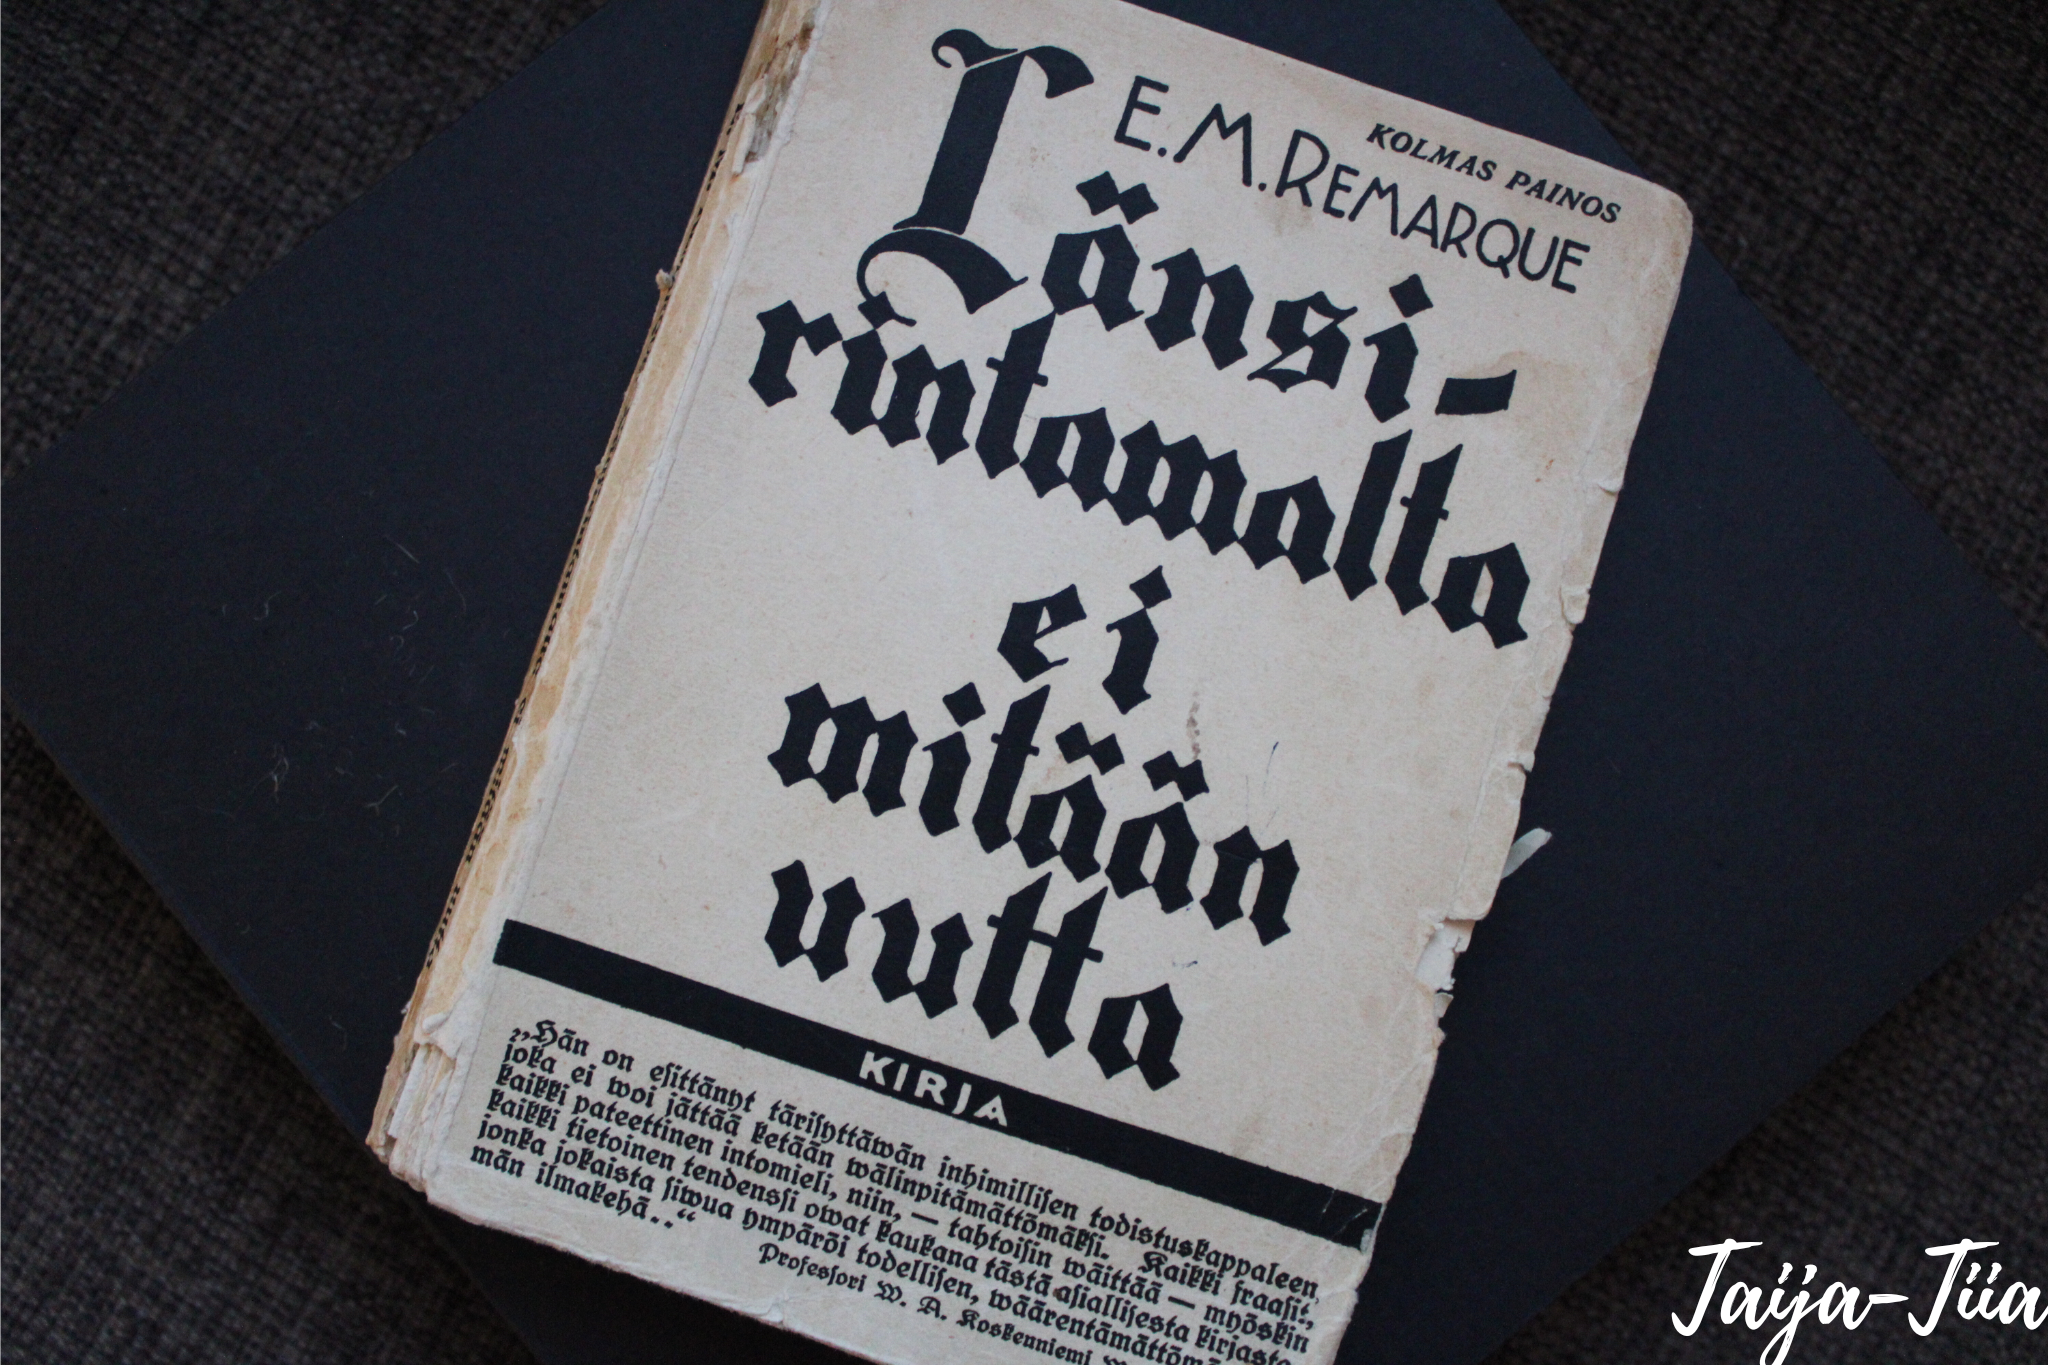 KOLMAS PAINOS
E.M.REMARQUE
Länsi-
rintamalta
ei
mitään
uutta
KIRJA
„Hän on esittänyt tärisyttäwän inhimillisen todistuskappaleen,
joka ei woi jättää ketään wälinpitämättömäksi. Kaikki fraasit,
kaikki pateettinen intomieli, niin, — tahtoisin wäittää — myöskin
kaikki tietoinen tendenssi owat kaukana tästä asiallisesta kirjasta
jonka jokaista siwua ympäröi todellisen, wäärentämättömä
män ilmakehä..“
Professori W. A. Koskenniemi
Taija-Tiia